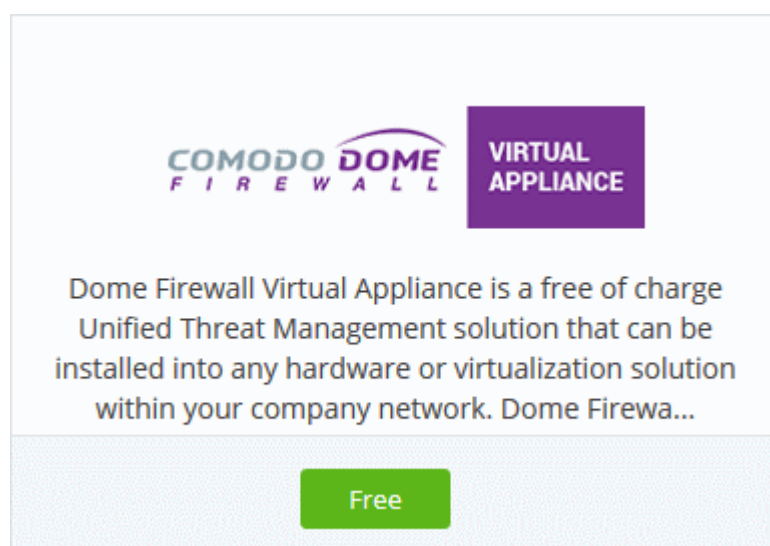 COMODO DOME
FIREWALL
VIRTUAL
APPLIANCE
Dome Firewall Virtual Appliance is a free of charge
Unified Threat Management solution that can be
installed into any hardware or virtualization solution
within your company network. Dome Firewa...
Free